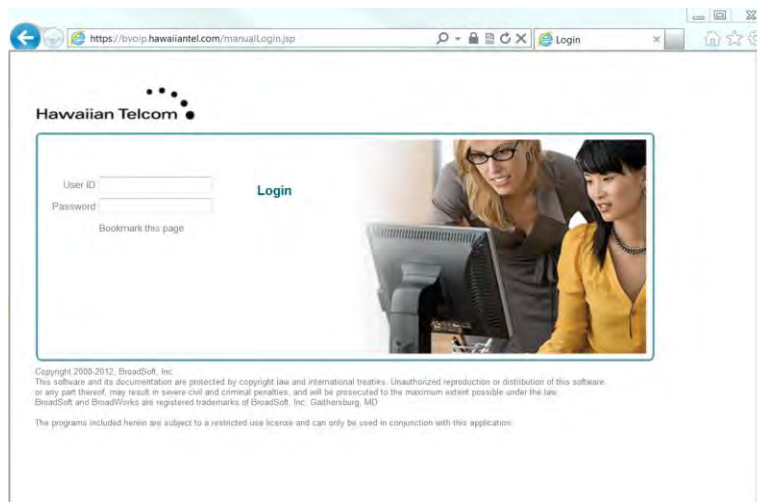 https://bvoip.hawaiiantel.com/manualLogin.jsp
Login
Hawaiian Telcom
User ID
Login
Password
Bookmark this page
Copyright 2000-2012, BroadSoft, Inc.
This software and its documentation are protected by copyright law and international treaties. Unauthorized reproduction or distribution of this software,
or any part thereof, may result in severe civil and criminal penalties, and will be prosecuted to the maximum extent possible under the law.
BroadSoft and BroadWorks are registered trademarks of BroadSoft, Inc. Gaithersburg, MD
The programs included herein are subject to a restricted use license and can only be used in conjunction with this application.